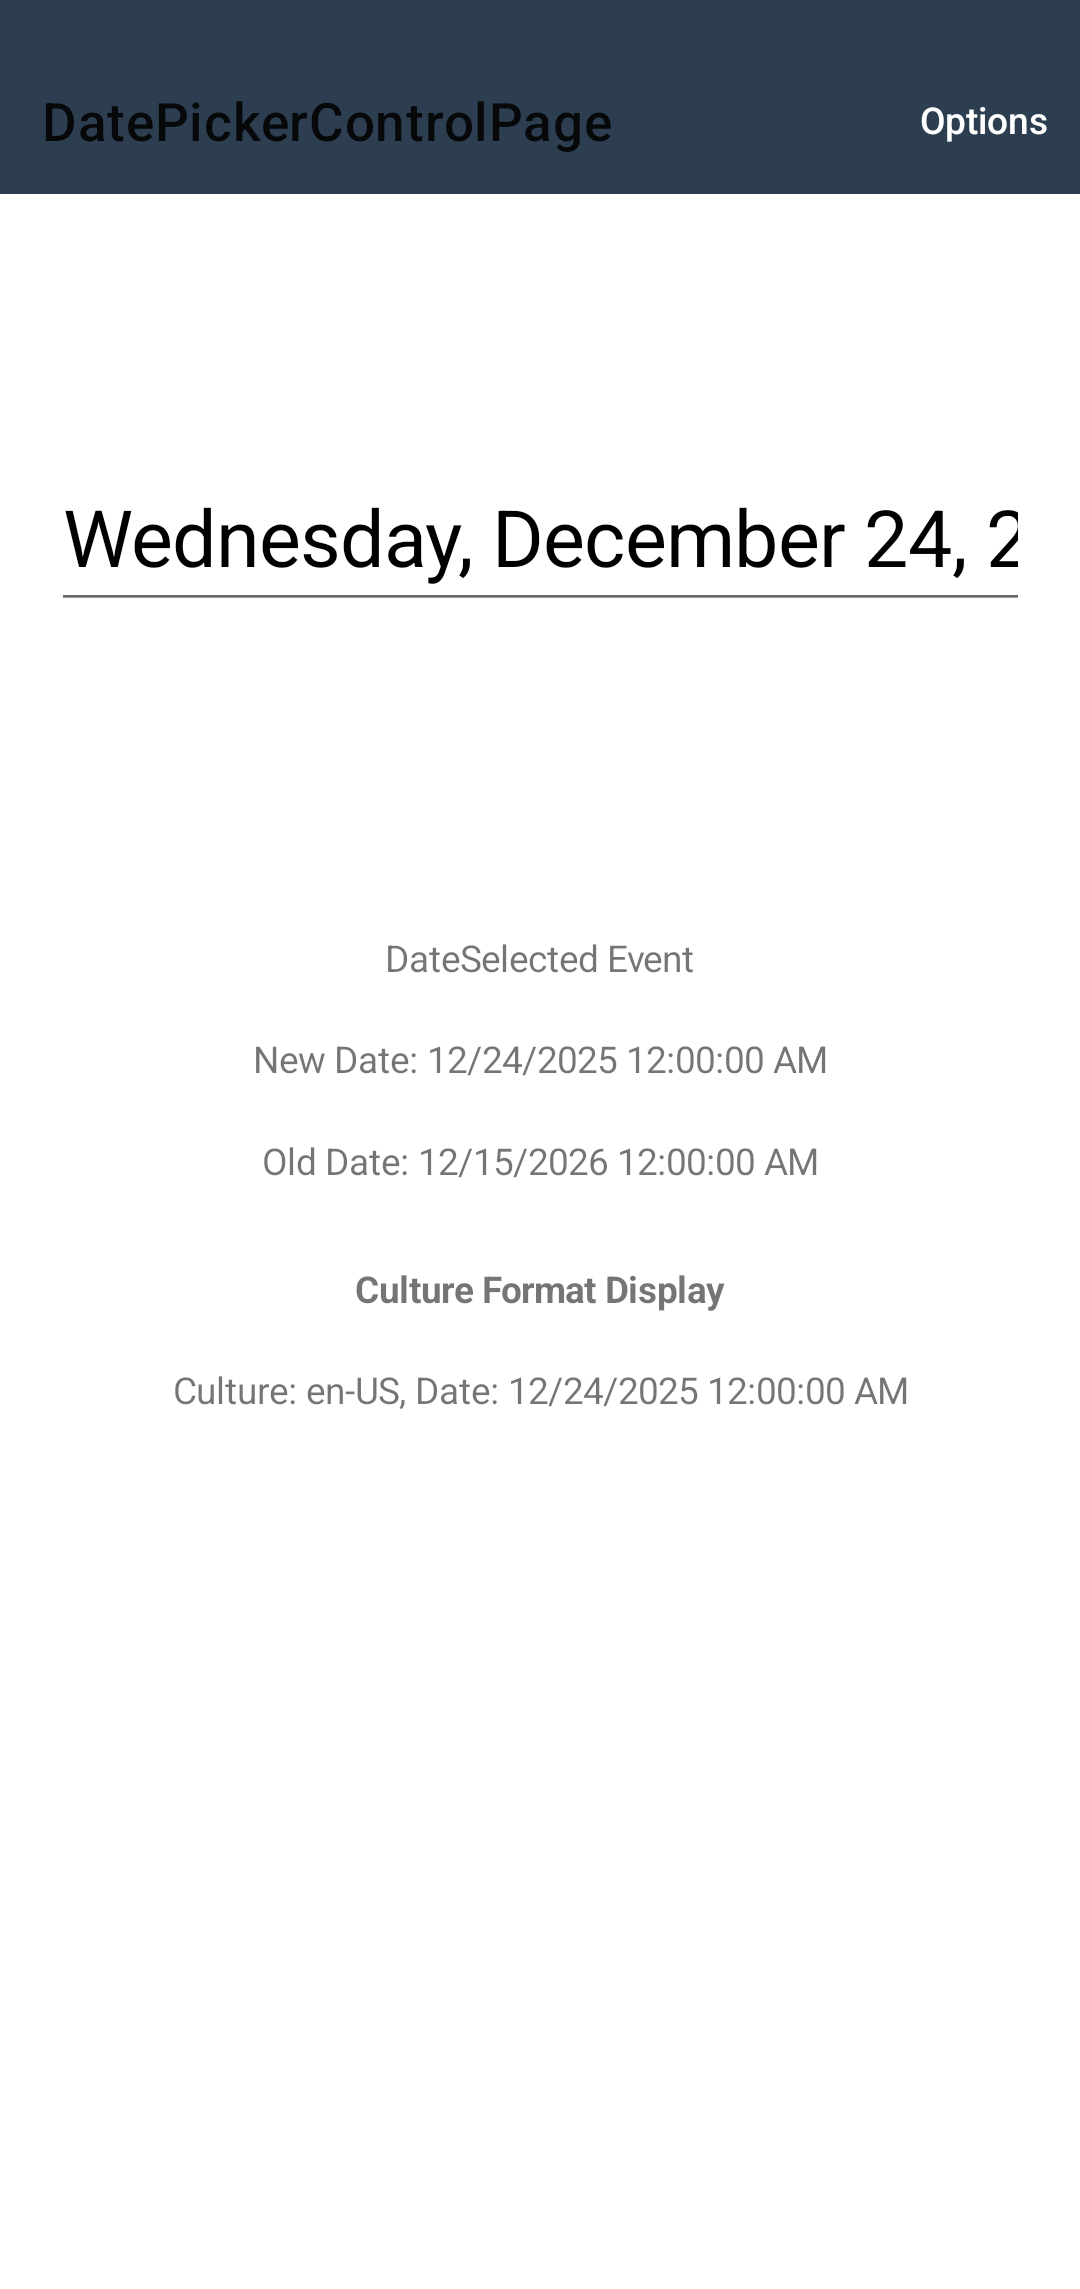 DatePickerControlPage
Options
Wednesday, December 24, 2
DateSelected Event
New Date: 12/24/2025 12:00:00 AM
Old Date: 12/15/2026 12:00:00 AM
Culture Format Display
Culture: en-US, Date: 12/24/2025 12:00:00 AM